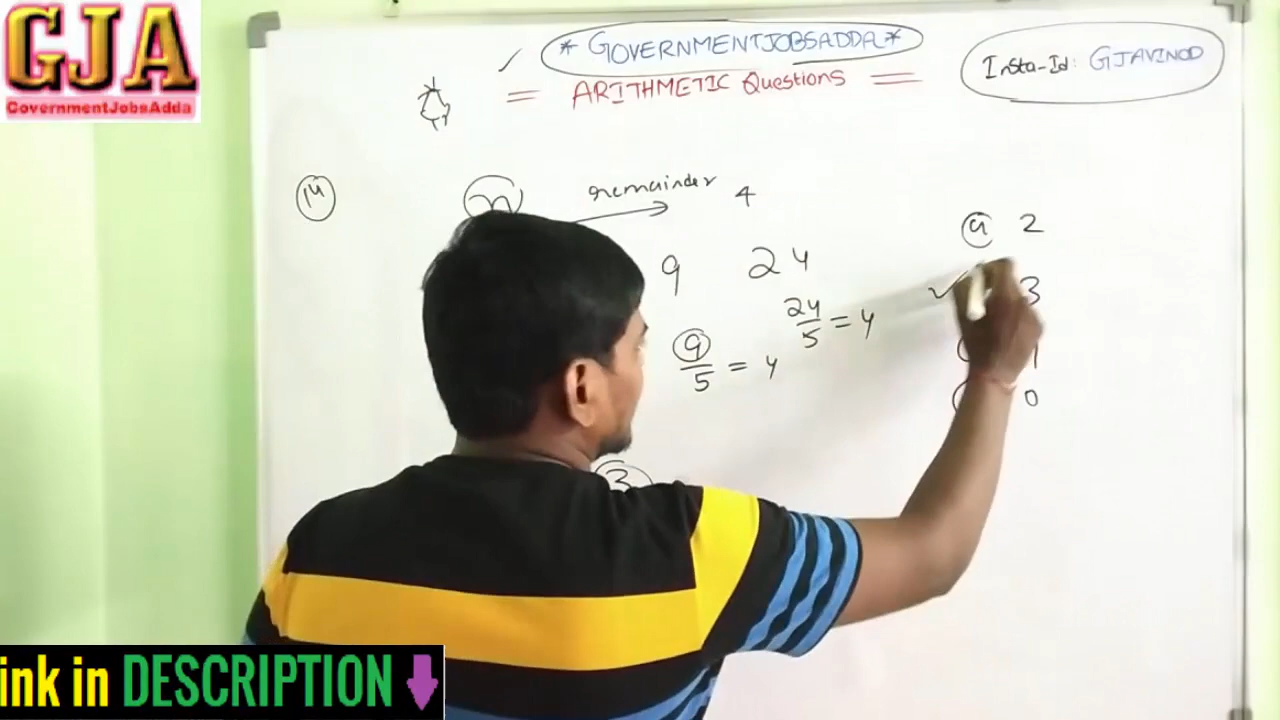 GJA
GovernmentJobsAdda
* GOVERNMENTJOBSADDA *
= ARITHMETIC Questions =
Insta-Id: GJAVINOD
14
n remainder 4
9 24
24/5 = 4
9/5 = 4
3
a 2
3
1
0
ink in DESCRIPTION